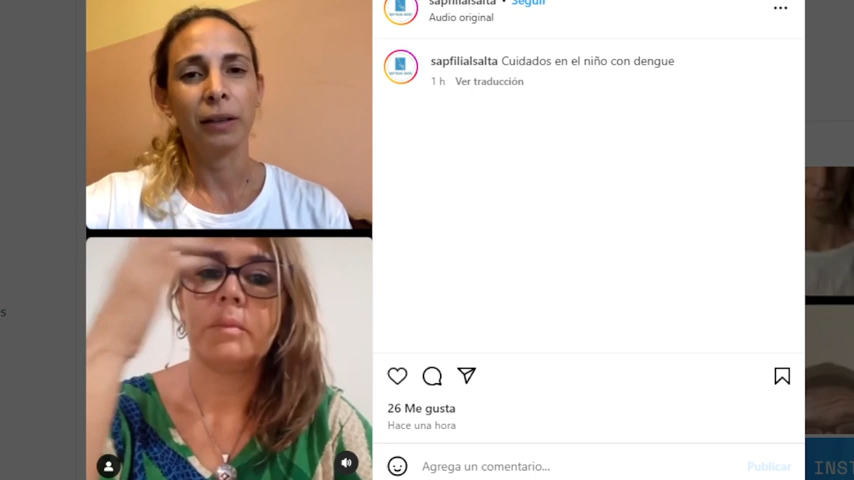 sapfilialsalta • Seguir
Audio original
sapfilialsalta Cuidados en el niño con dengue
1 h Ver traducción
26 Me gusta
Hace una hora
Agrega un comentario...
Publicar
s
INST